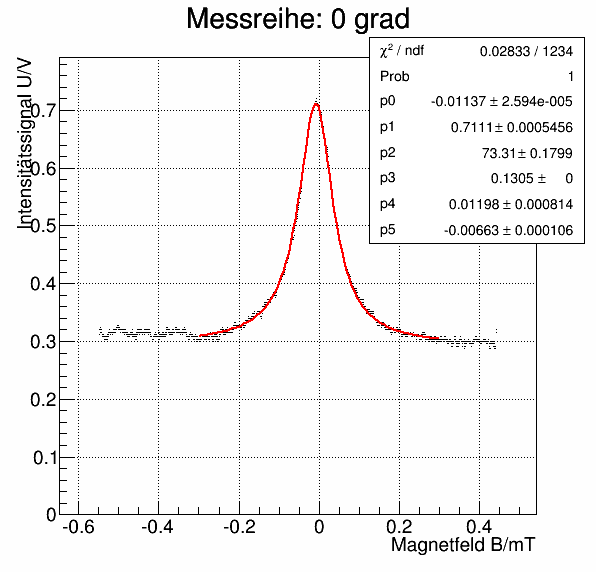 Messreihe: 0 grad
χ² / ndf 0.02833 / 1234
Prob 1
p0 -0.01137 ± 2.594e-005
p1 0.7111 ± 0.0005456
p2 73.31 ± 0.1799
p3 0.1305 ± 0
p4 0.01198 ± 0.000814
p5 -0.00663 ± 0.000106
Intensitätssignal U/V
0.7
0.6
0.5
0.4
0.3
0.2
0.1
0
-0.6 -0.4 -0.2 0 0.2 0.4
Magnetfeld B/mT